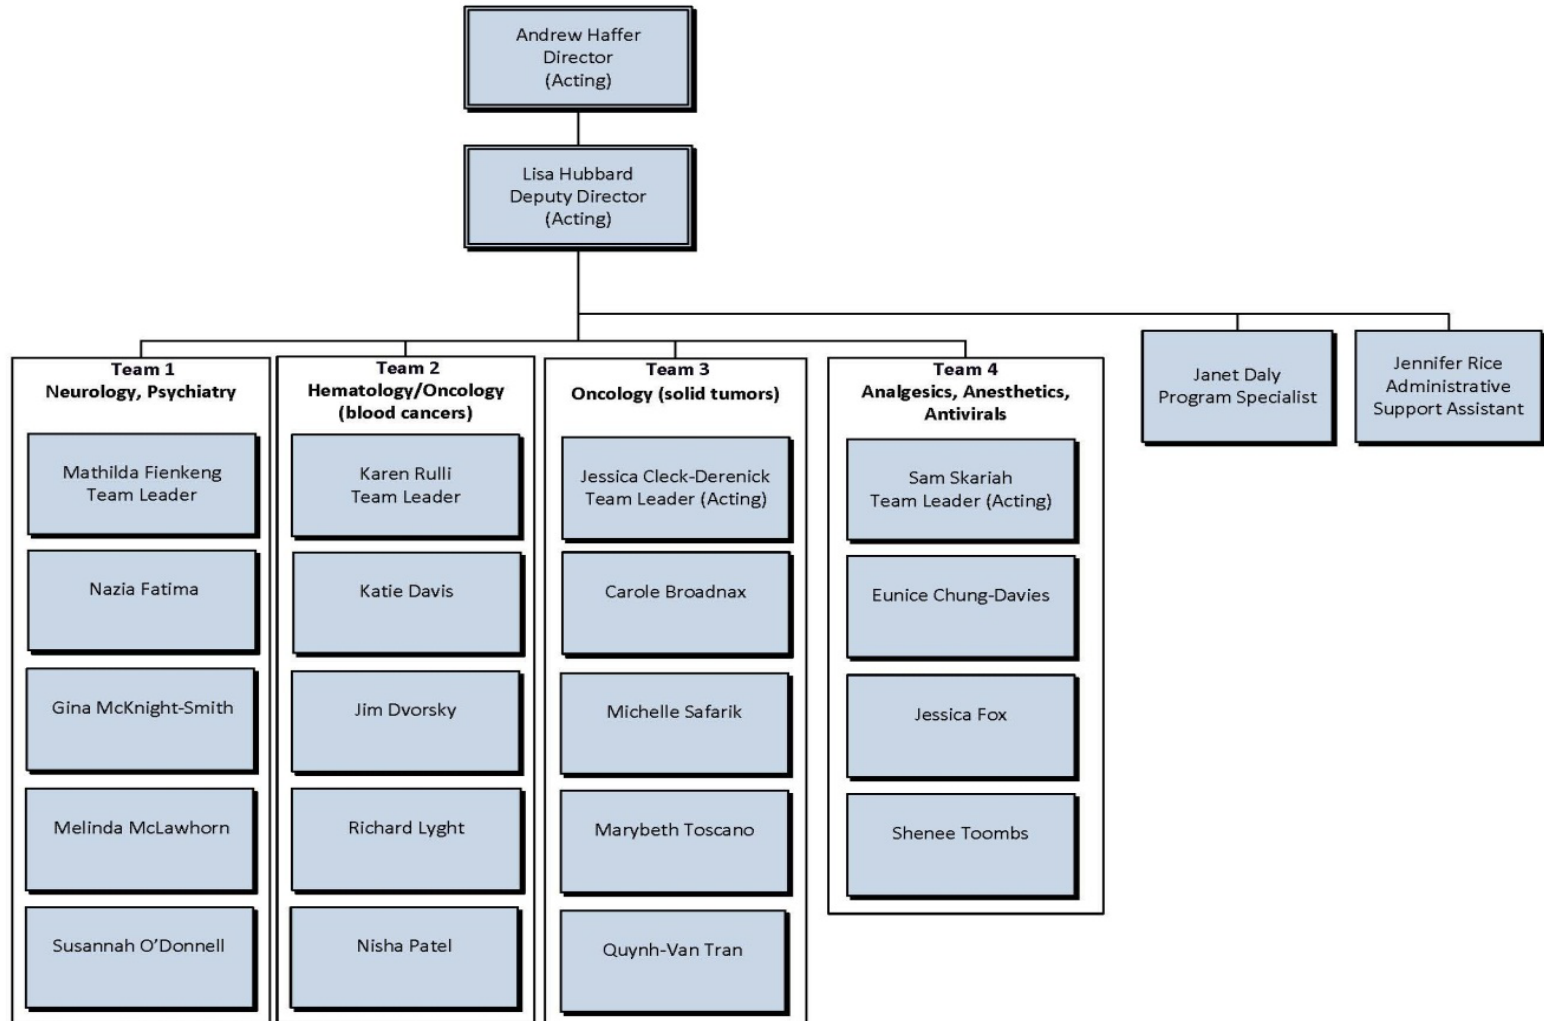 Andrew Haffer
Director
(Acting)
Lisa Hubbard
Deputy Director
(Acting)
Janet Daly
Program Specialist
Jennifer Rice
Administrative
Support Assistant
Team 1
Neurology, Psychiatry
Mathilda Fienkeng
Team Leader
Nazia Fatima
Gina McKnight-Smith
Melinda McLawhorn
Susannah O’Donnell
Team 2
Hematology/Oncology
(blood cancers)
Karen Rulli
Team Leader
Katie Davis
Jim Dvorsky
Richard Lyght
Nisha Patel
Team 3
Oncology (solid tumors)
Jessica Cleck-Derenick
Team Leader (Acting)
Carole Broadnax
Michelle Safarik
Marybeth Toscano
Quynh-Van Tran
Team 4
Analgesics, Anesthetics,
Antivirals
Sam Skariah
Team Leader (Acting)
Eunice Chung-Davies
Jessica Fox
Shenee Toombs